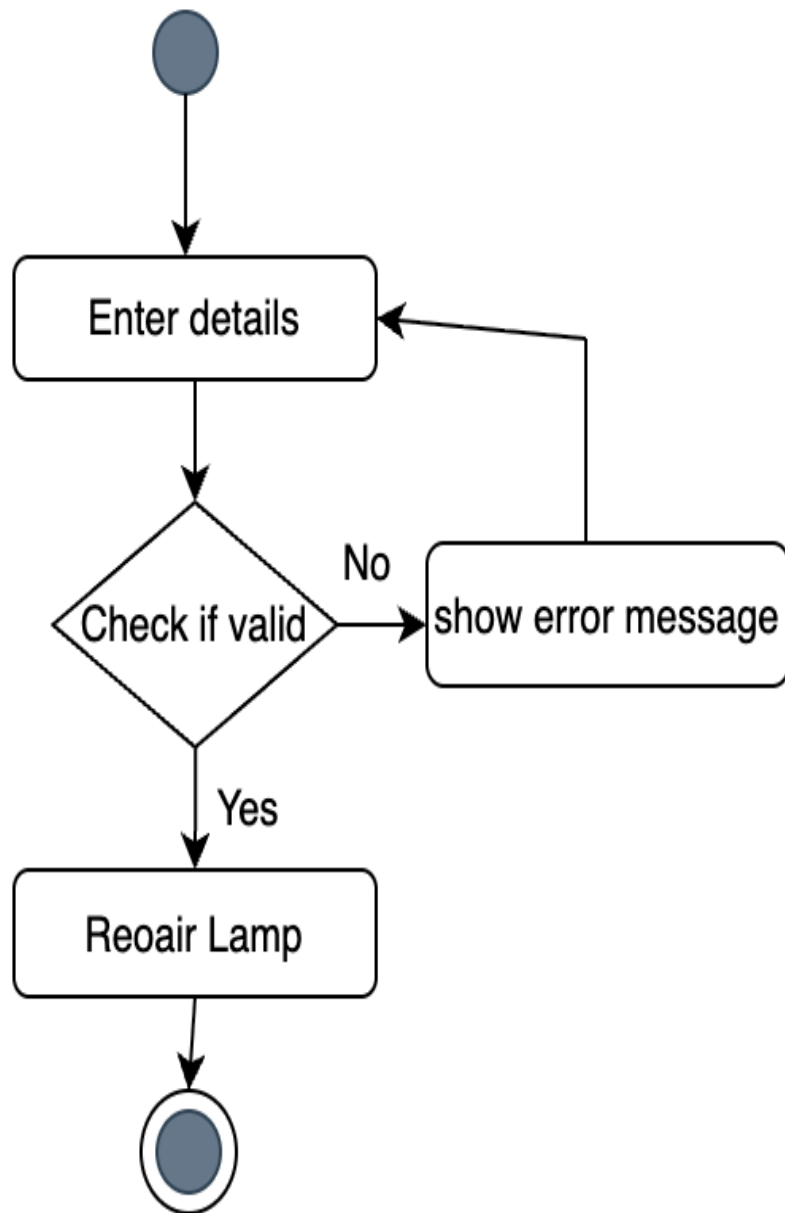 Enter details
Check if valid
No
show error message
Yes
Reoair Lamp